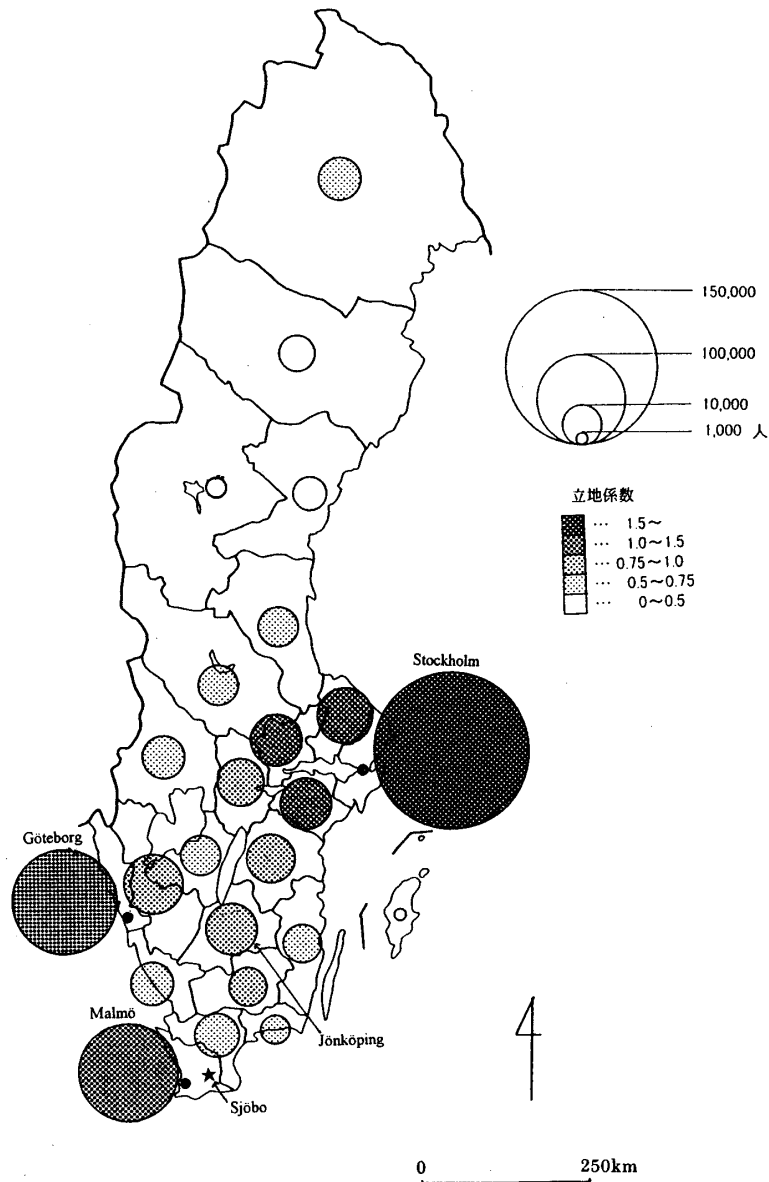 150,000
100,000
10,000
1,000 人
立地係数
… 1.5～
… 1.0～1.5
… 0.75～1.0
… 0.5～0.75
… 0～0.5
Stockholm
Göteborg
Malmö
Jönköping
Sjöbo
0 250km